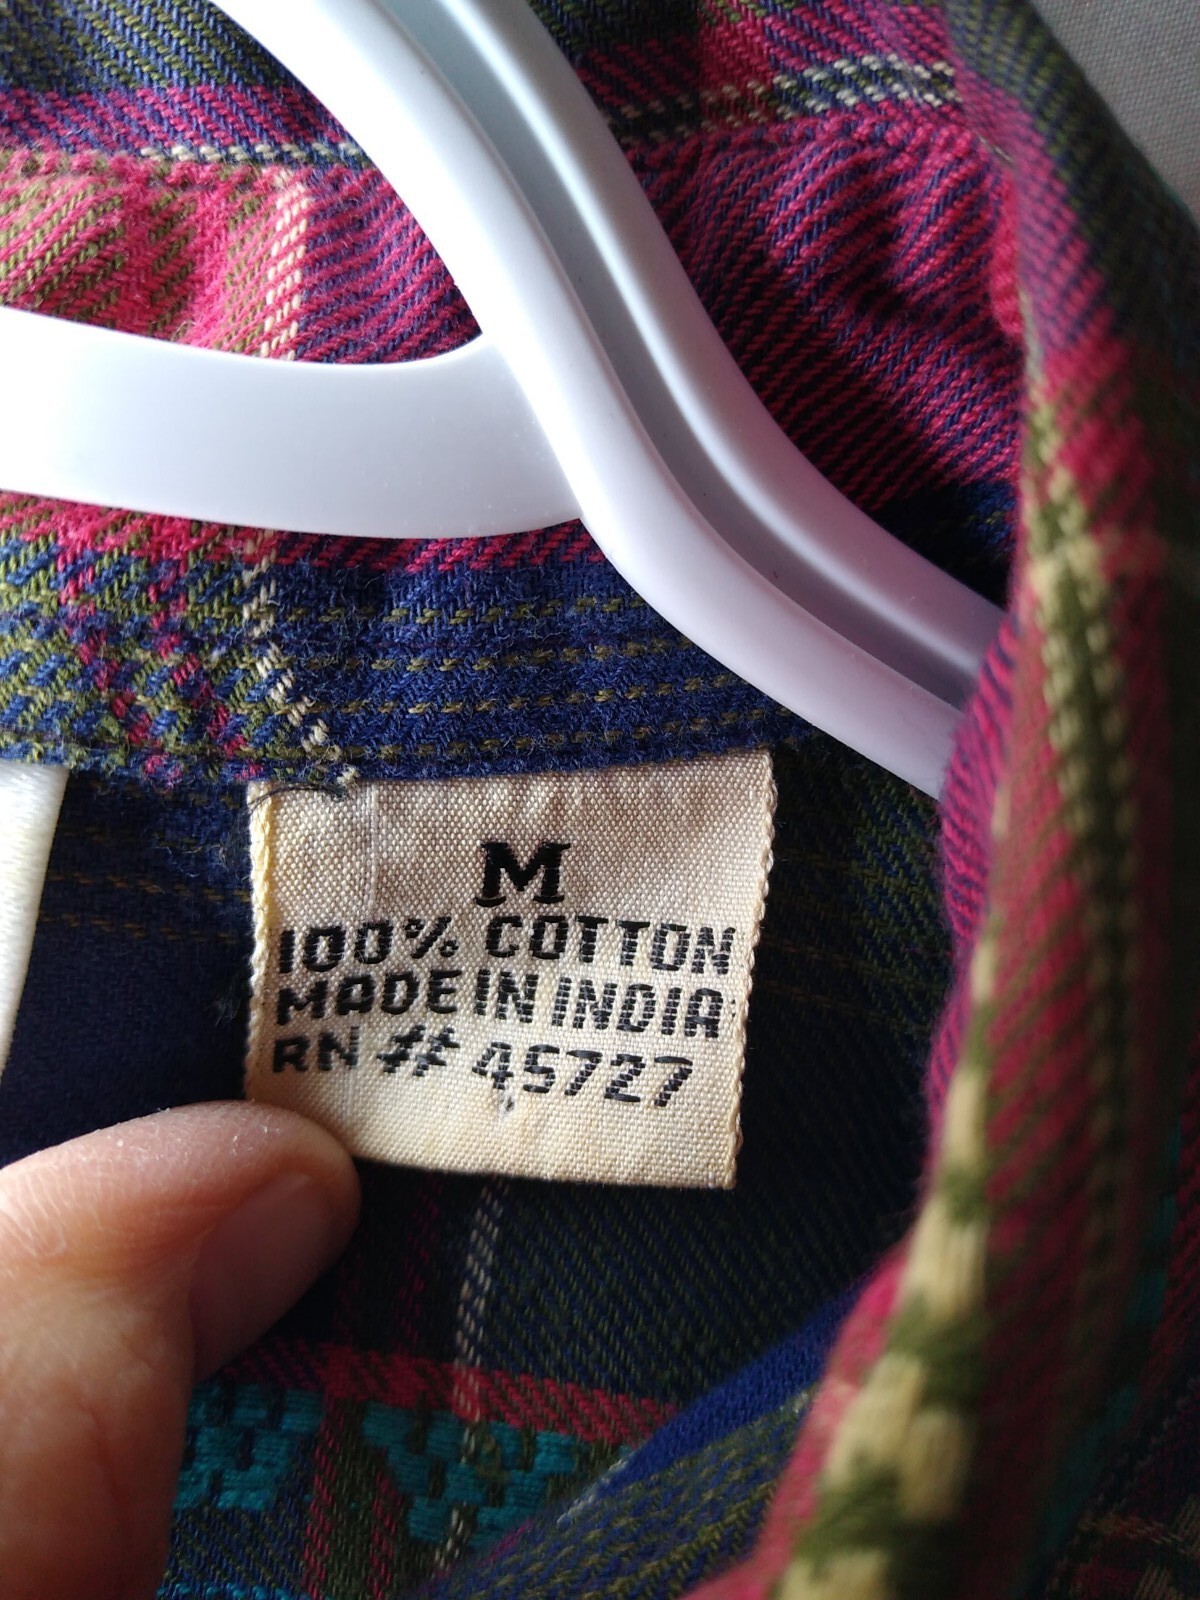 M
100% COTTON
MADE IN INDIA
RN # 45727